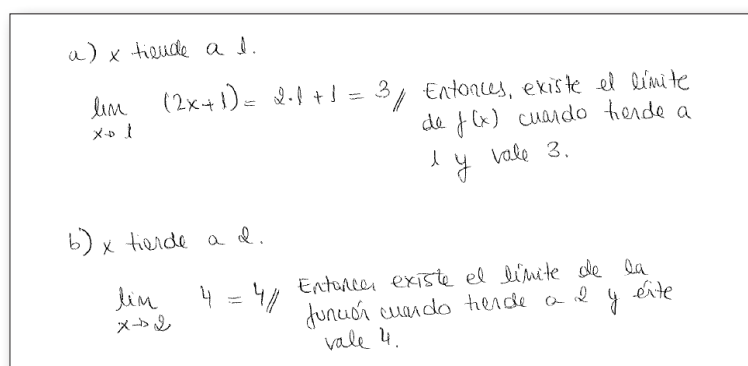 a) x tiende a 1.
lim x→1 (2x+1) = 2·1 + 1 = 3// Entonces, existe el límite
de f(x) cuando tiende a
1 y vale 3.
b) x tiende a 2.
lim x→2 4 = 4// Entonces existe el límite de la
función cuando tiende a 2 y éste
vale 4.